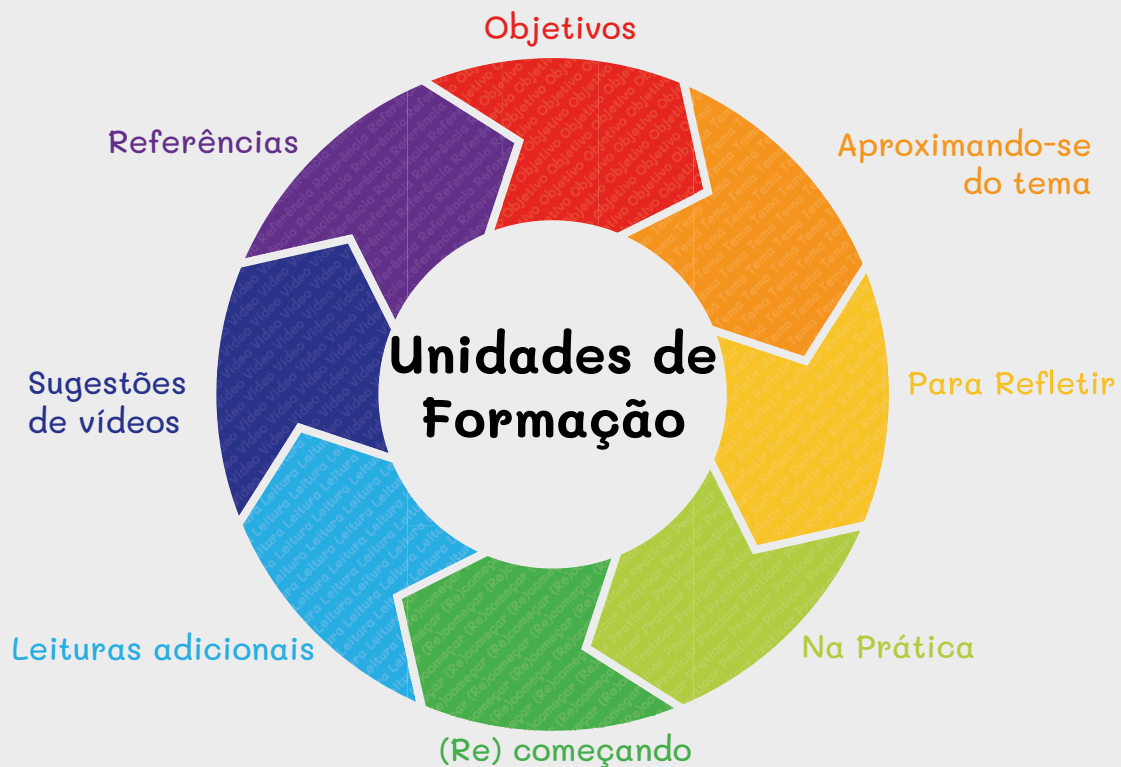 Objetivos
Aproximando-se
do tema
Para Refletir
Na Prática
(Re) começando
Leituras adicionais
Sugestões
de vídeos
Referências
Unidades de
Formação